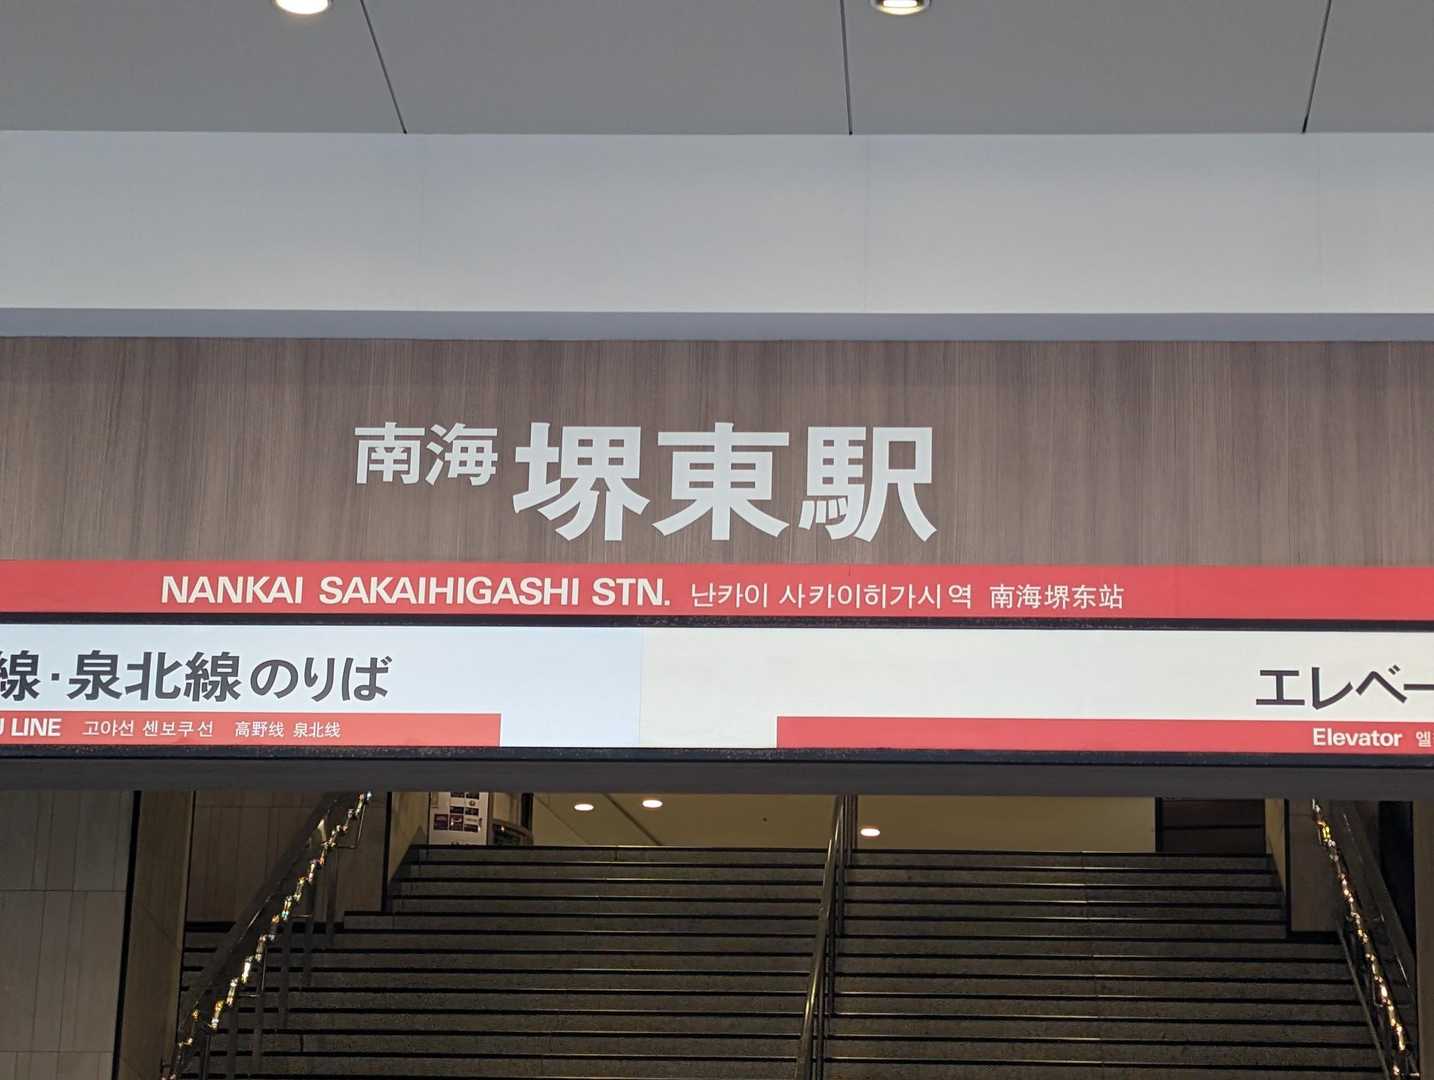 南海 堺東駅
NANKAI SAKAIHIGASHI STN. 난카이 사카이히가시역 南海堺东站
線・泉北線のりば
LINE 고야선 센보쿠선 高野线 泉北线
エレベー
Elevator